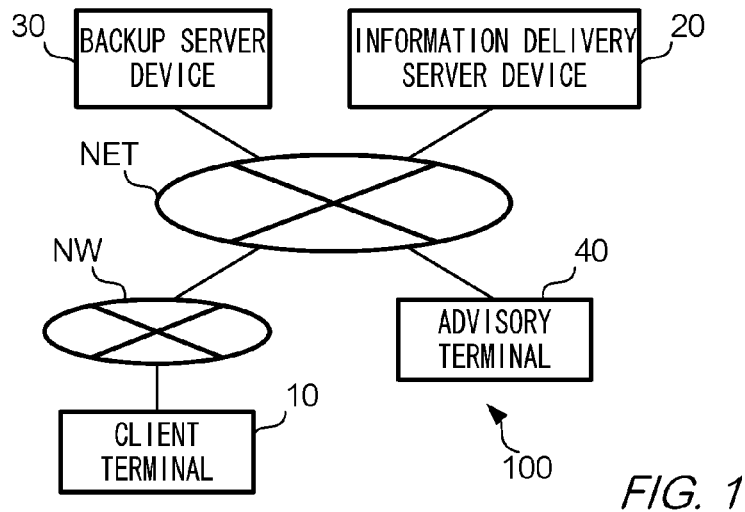 30
BACKUP SERVER
DEVICE
INFORMATION DELIVERY
SERVER DEVICE
20
NET
NW
40
ADVISORY
TERMINAL
10
CLIENT
TERMINAL
100
FIG. 1